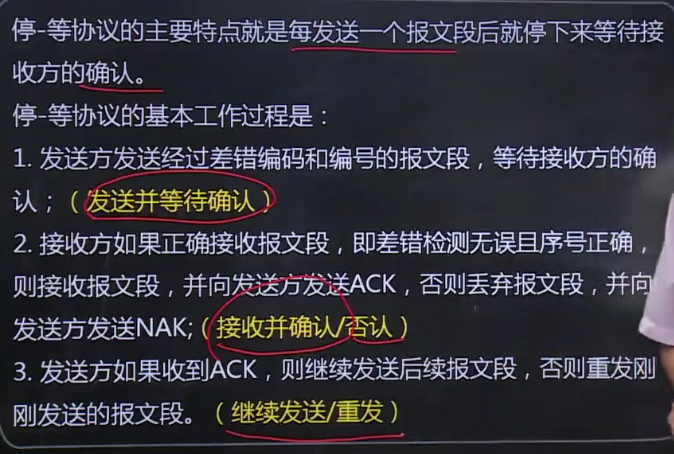 停-等协议的主要特点就是每发送一个报文段后就停下来等待接
收方的确认。
停-等协议的基本工作过程是：
1. 发送方发送经过差错编码和编号的报文段，等待接收方的确
认；（发送并等待确认）
2. 接收方如果正确接收报文段，即差错检测无误且序号正确，
则接收报文段，并向发送方发送ACK，否则丢弃报文段，并向
发送方发送NAK;（接收并确认/否认）
3. 发送方如果收到ACK，则继续发送后续报文段，否则重发刚
刚发送的报文段。（继续发送/重发）